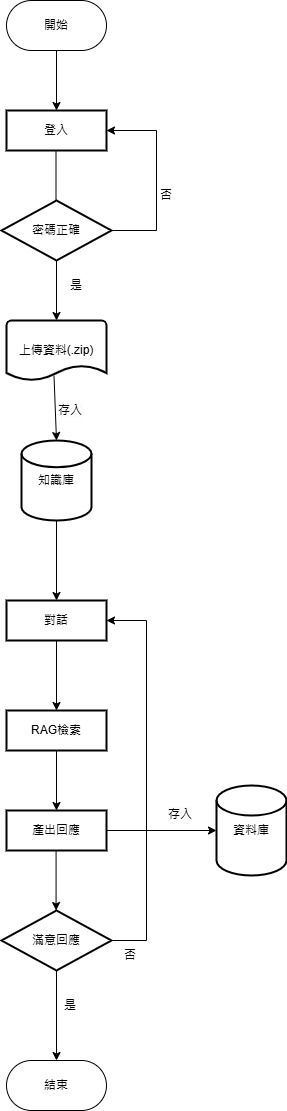 開始
登入
否
密碼正確
是
上傳資料(.zip)
存入
知識庫
對話
RAG檢索
存入
產出回應
資料庫
滿意回應
否
是
結束